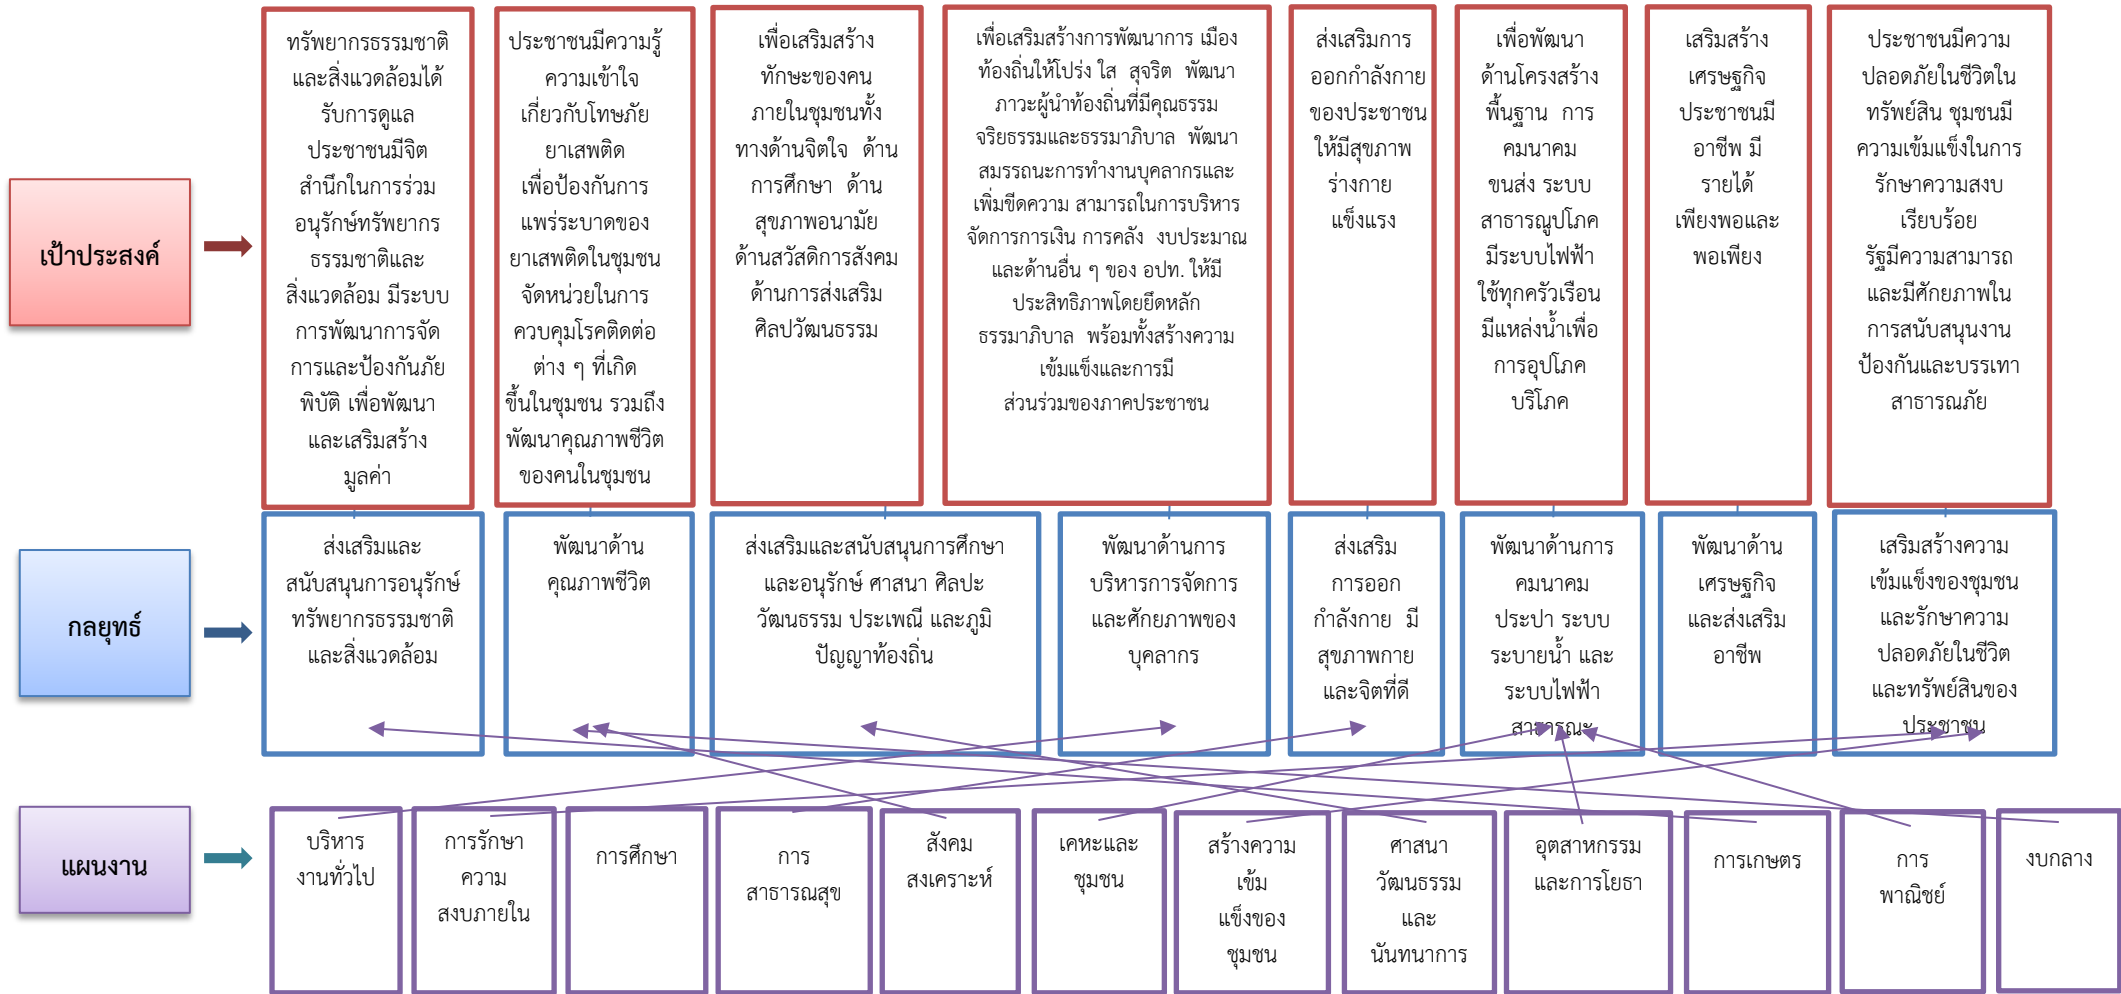 เป้าประสงค์
ทรัพยากรธรรมชาติ
และสิ่งแวดล้อมได้
รับการดูแล
ประชาชนมีจิต
สำนึกในการร่วม
อนุรักษ์ทรัพยากร
ธรรมชาติและ
สิ่งแวดล้อม มีระบบ
การพัฒนาการจัด
การและป้องกันภัย
พิบัติ เพื่อพัฒนา
และเสริมสร้าง
มูลค่า
ประชาชนมีความรู้
ความเข้าใจ
เกี่ยวกับโทษภัย
ยาเสพติด
เพื่อป้องกันการ
แพร่ระบาดของ
ยาเสพติดในชุมชน
จัดหน่วยในการ
ควบคุมโรคติดต่อ
ต่าง ๆ ที่เกิด
ขึ้นในชุมชน รวมถึง
พัฒนาคุณภาพชีวิต
ของคนในชุมชน
เพื่อเสริมสร้าง
ทักษะของคน
ภายในชุมชนทั้ง
ทางด้านจิตใจ ด้าน
การศึกษา ด้าน
สุขภาพอนามัย
ด้านสวัสดิการสังคม
ด้านการส่งเสริม
ศิลปวัฒนธรรม
เพื่อเสริมสร้างการพัฒนาการ เมือง
ท้องถิ่นให้โปร่ง ใส สุจริต พัฒนา
ภาวะผู้นำท้องถิ่นที่มีคุณธรรม
จริยธรรมและธรรมาภิบาล พัฒนา
สมรรถนะการทำงานบุคลากรและ
เพิ่มขีดความ สามารถในการบริหาร
จัดการการเงิน การคลัง งบประมาณ
และด้านอื่น ๆ ของ อปท. ให้มี
ประสิทธิภาพโดยยึดหลัก
ธรรมาภิบาล พร้อมทั้งสร้างความ
เข้มแข็งและการมี
ส่วนร่วมของภาคประชาชน
ส่งเสริมการ
ออกกำลังกาย
ของประชาชน
ให้มีสุขภาพ
ร่างกาย
แข็งแรง
เพื่อพัฒนา
ด้านโครงสร้าง
พื้นฐาน การ
คมนาคม
ขนส่ง ระบบ
สาธารณูปโภค
มีระบบไฟฟ้า
ใช้ทุกครัวเรือน
มีแหล่งน้ำเพื่อ
การอุปโภค
บริโภค
เสริมสร้าง
เศรษฐกิจ
ประชาชนมี
อาชีพ มี
รายได้
เพียงพอและ
พอเพียง
ประชาชนมีความ
ปลอดภัยในชีวิตใน
ทรัพย์สิน ชุมชนมี
ความเข้มแข็งในการ
รักษาความสงบ
เรียบร้อย
รัฐมีความสามารถ
และมีศักยภาพใน
การสนับสนุนงาน
ป้องกันและบรรเทา
สาธารณภัย
กลยุทธ์
ส่งเสริมและ
สนับสนุนการอนุรักษ์
ทรัพยากรธรรมชาติ
และสิ่งแวดล้อม
พัฒนาด้าน
คุณภาพชีวิต
ส่งเสริมและสนับสนุนการศึกษา
และอนุรักษ์ ศาสนา ศิลปะ
วัฒนธรรม ประเพณี และภูมิ
ปัญญาท้องถิ่น
พัฒนาด้านการ
บริหารการจัดการ
และศักยภาพของ
บุคลากร
ส่งเสริม
การออก
กำลังกาย มี
สุขภาพกาย
และจิตที่ดี
พัฒนาด้านการ
คมนาคม
ประปา ระบบ
ระบายน้ำ และ
ระบบไฟฟ้า
สาธารณะ
พัฒนาด้าน
เศรษฐกิจ
และส่งเสริม
อาชีพ
เสริมสร้างความ
เข้มแข็งของชุมชน
และรักษาความ
ปลอดภัยในชีวิต
และทรัพย์สินของ
ประชาชน
แผนงาน
บริหาร
งานทั่วไป
การรักษา
ความ
สงบภายใน
การศึกษา
การ
สาธารณสุข
สังคม
สงเคราะห์
เคหะและ
ชุมชน
สร้างความ
เข้ม
แข็งของ
ชุมชน
ศาสนา
วัฒนธรรม
และ
นันทนาการ
อุตสาหกรรม
และการโยธา
การเกษตร
การ
พาณิชย์
งบกลาง